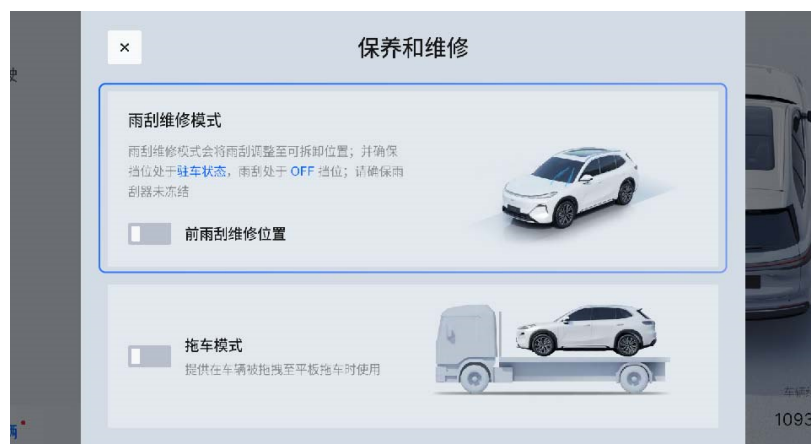 ×
保养和维修
雨刮维修模式
雨刮维修模式会将雨刮调整至可拆卸位置；并确保
挡位处于驻车状态，雨刮处于 OFF 挡位；请确保雨
刮器未冻结
前雨刮维修位置
拖车模式
提供在车辆被拖拽至平板拖车时使用
1093